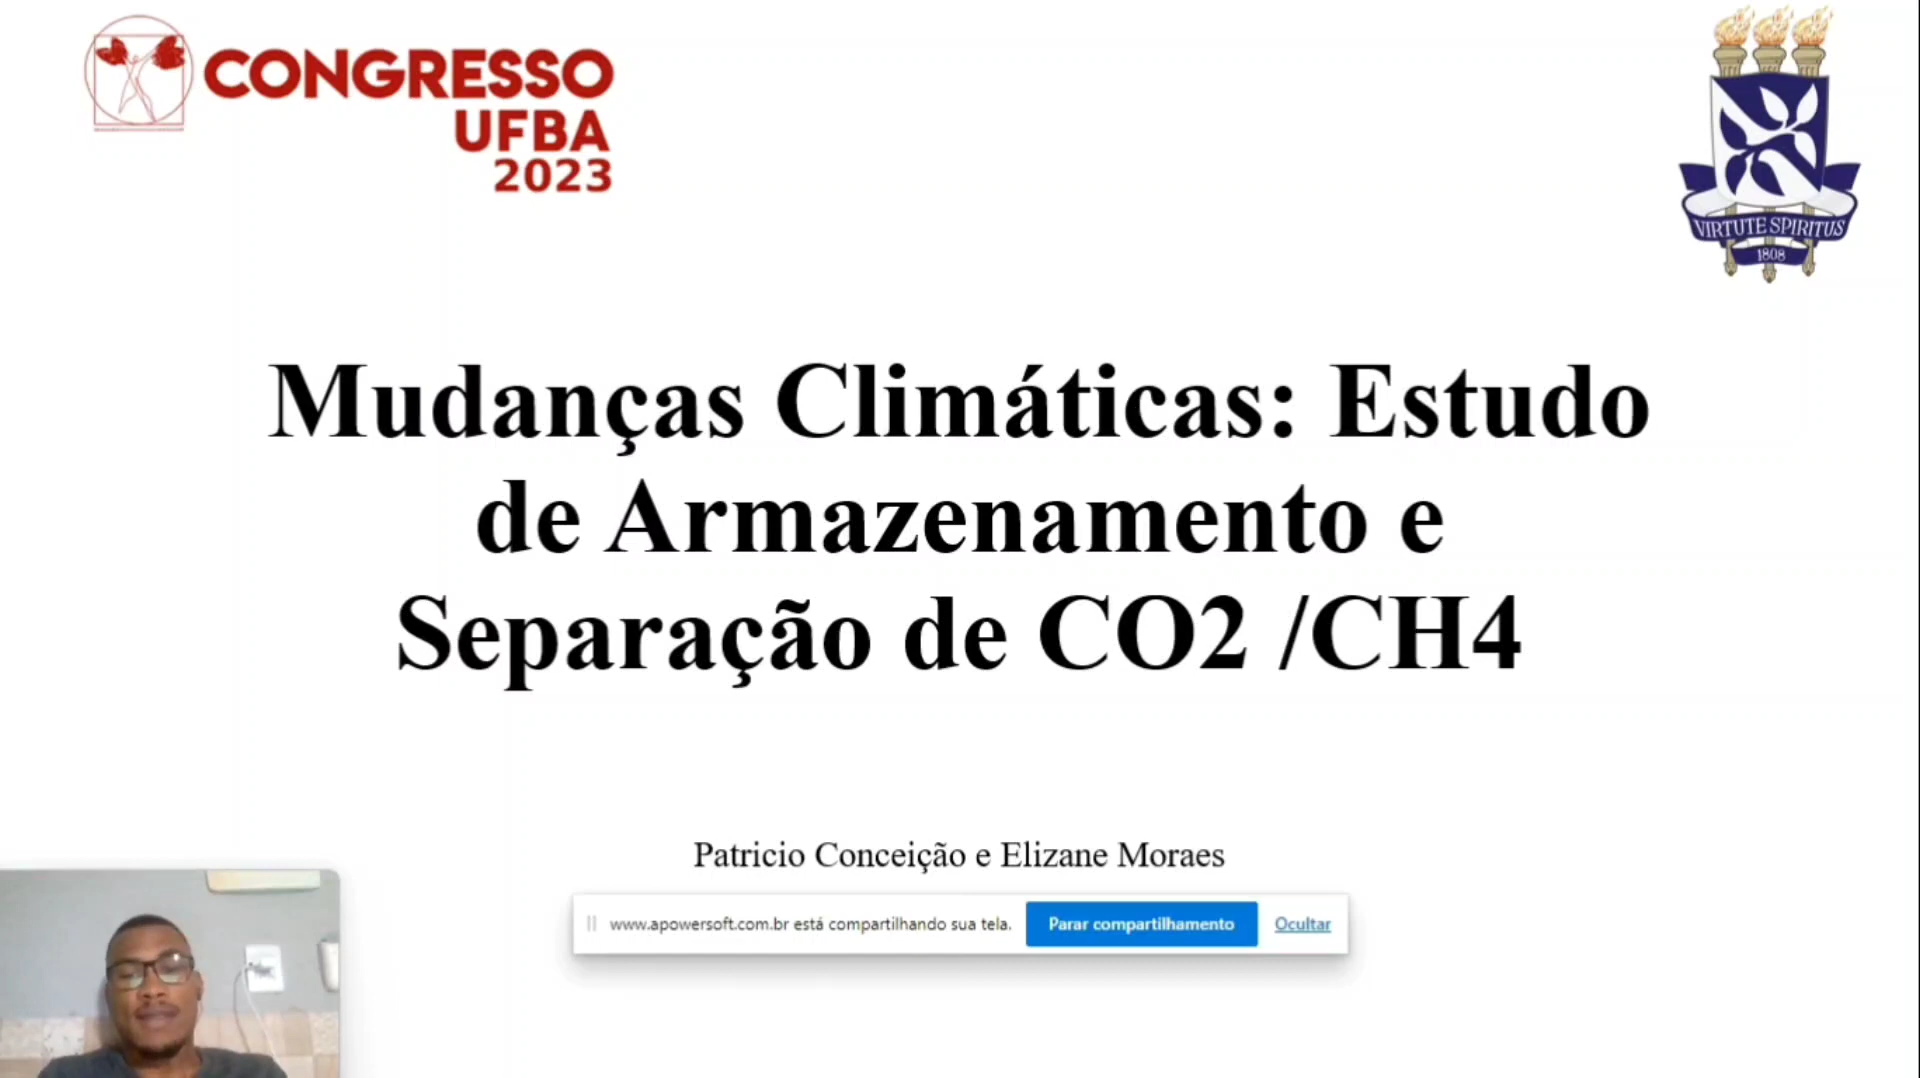 CONGRESSO
UFBA
2023
VIRTUTE SPIRITUS
1808
Mudanças Climáticas: Estudo
de Armazenamento e
Separação de CO2 /CH4
Patricio Conceição e Elizane Moraes
www.apowersoft.com.br está compartilhando sua tela. Parar compartilhamento Ocultar